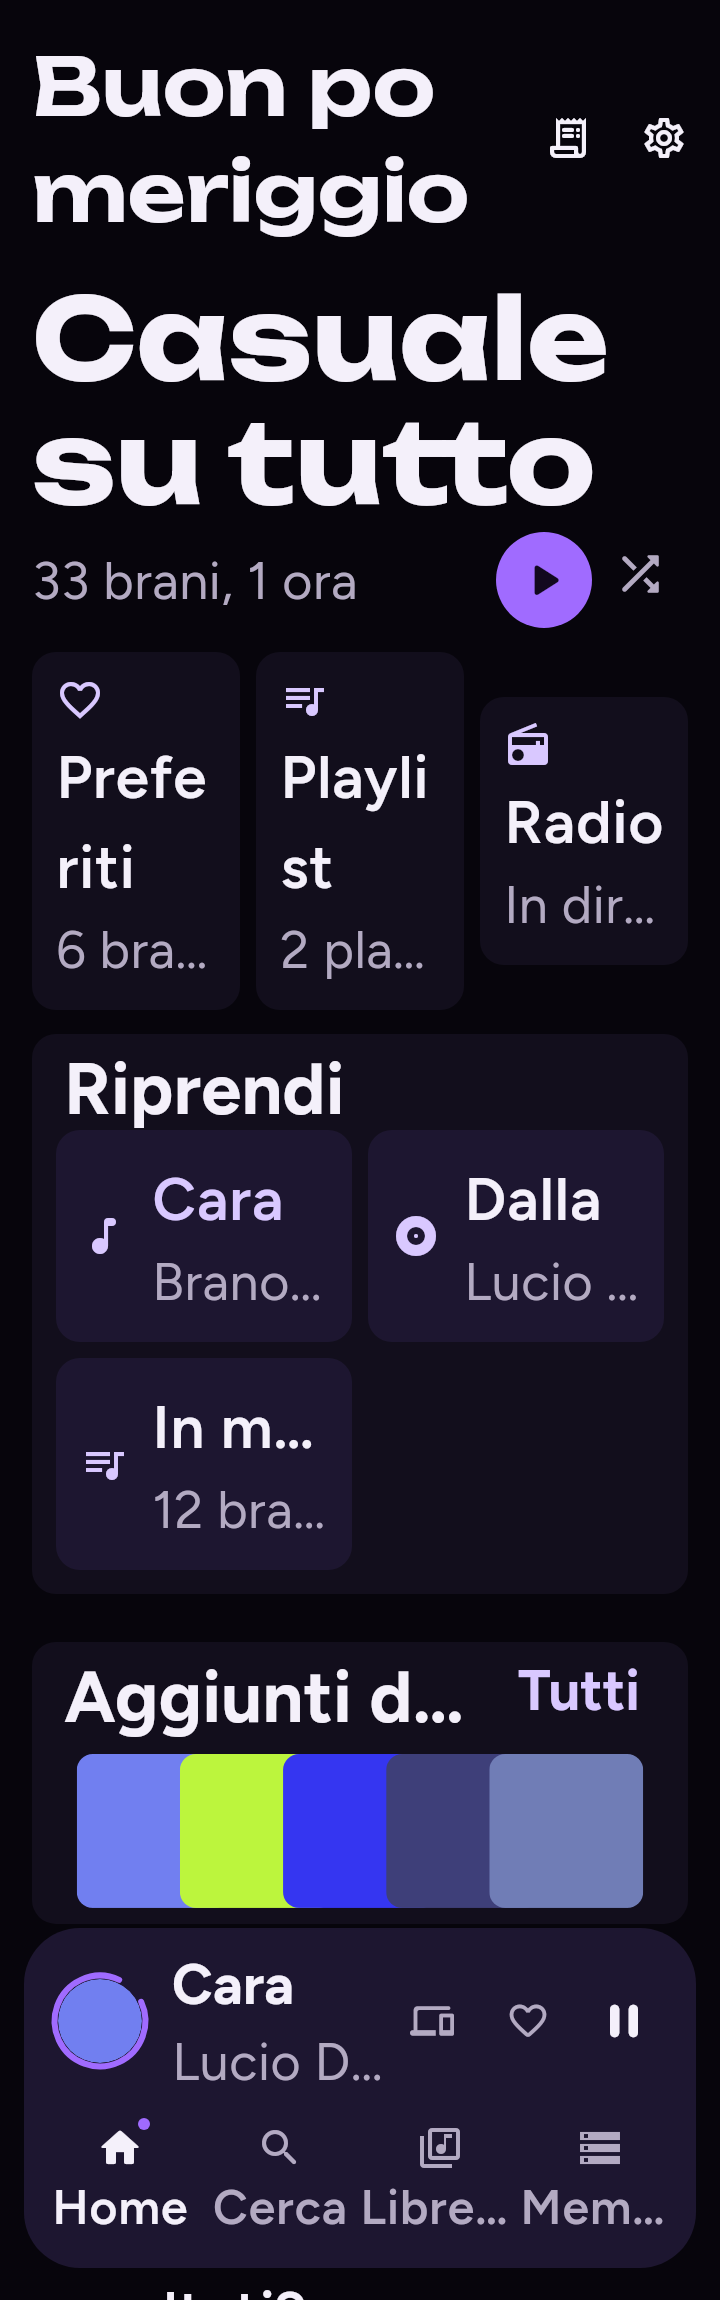 Buon po
meriggio
Casuale
su tutto
33 brani, 1 ora
Prefe
riti
6 bra...
Playli
st
2 pla...
Radio
In dir...
Riprendi
Cara
Brano...
Dalla
Lucio ...
In m...
12 bra...
Aggiunti d...
Tutti
Cara
Lucio D...
Home
Cerca
Libre...
Mem...